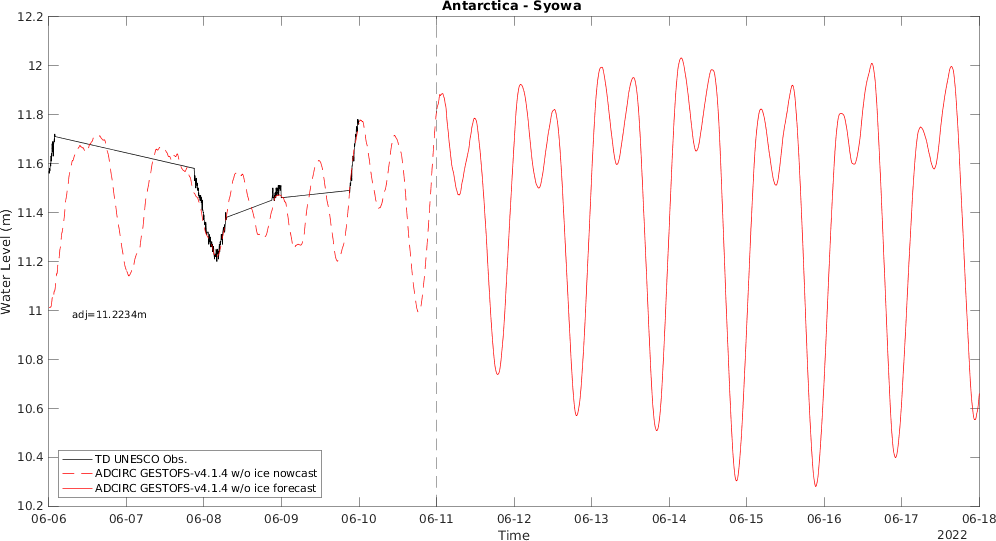 Antarctica - Syowa
12.2
12
11.8
11.6
11.4
11.2
11
10.8
10.6
10.4
10.2
Water Level (m)
adj=11.2234m
TD UNESCO Obs.
ADCIRC GESTOFS-v4.1.4 w/o ice nowcast
ADCIRC GESTOFS-v4.1.4 w/o ice forecast
06-06 06-07 06-08 06-09 06-10 06-11 06-12 06-13 06-14 06-15 06-16 06-17 06-18
Time
2022